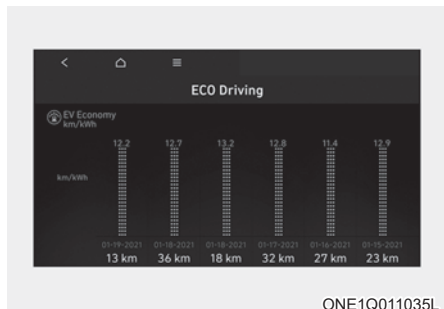 ECO Driving
EV Economy
km/kWh
12.2 12.7 13.2 12.8 11.4 12.9
km/kWh
01-19-2021 01-18-2021 01-18-2021 01-17-2021 01-16-2021 01-15-2021
13 km 36 km 18 km 32 km 27 km 23 km
ONE1Q011035L